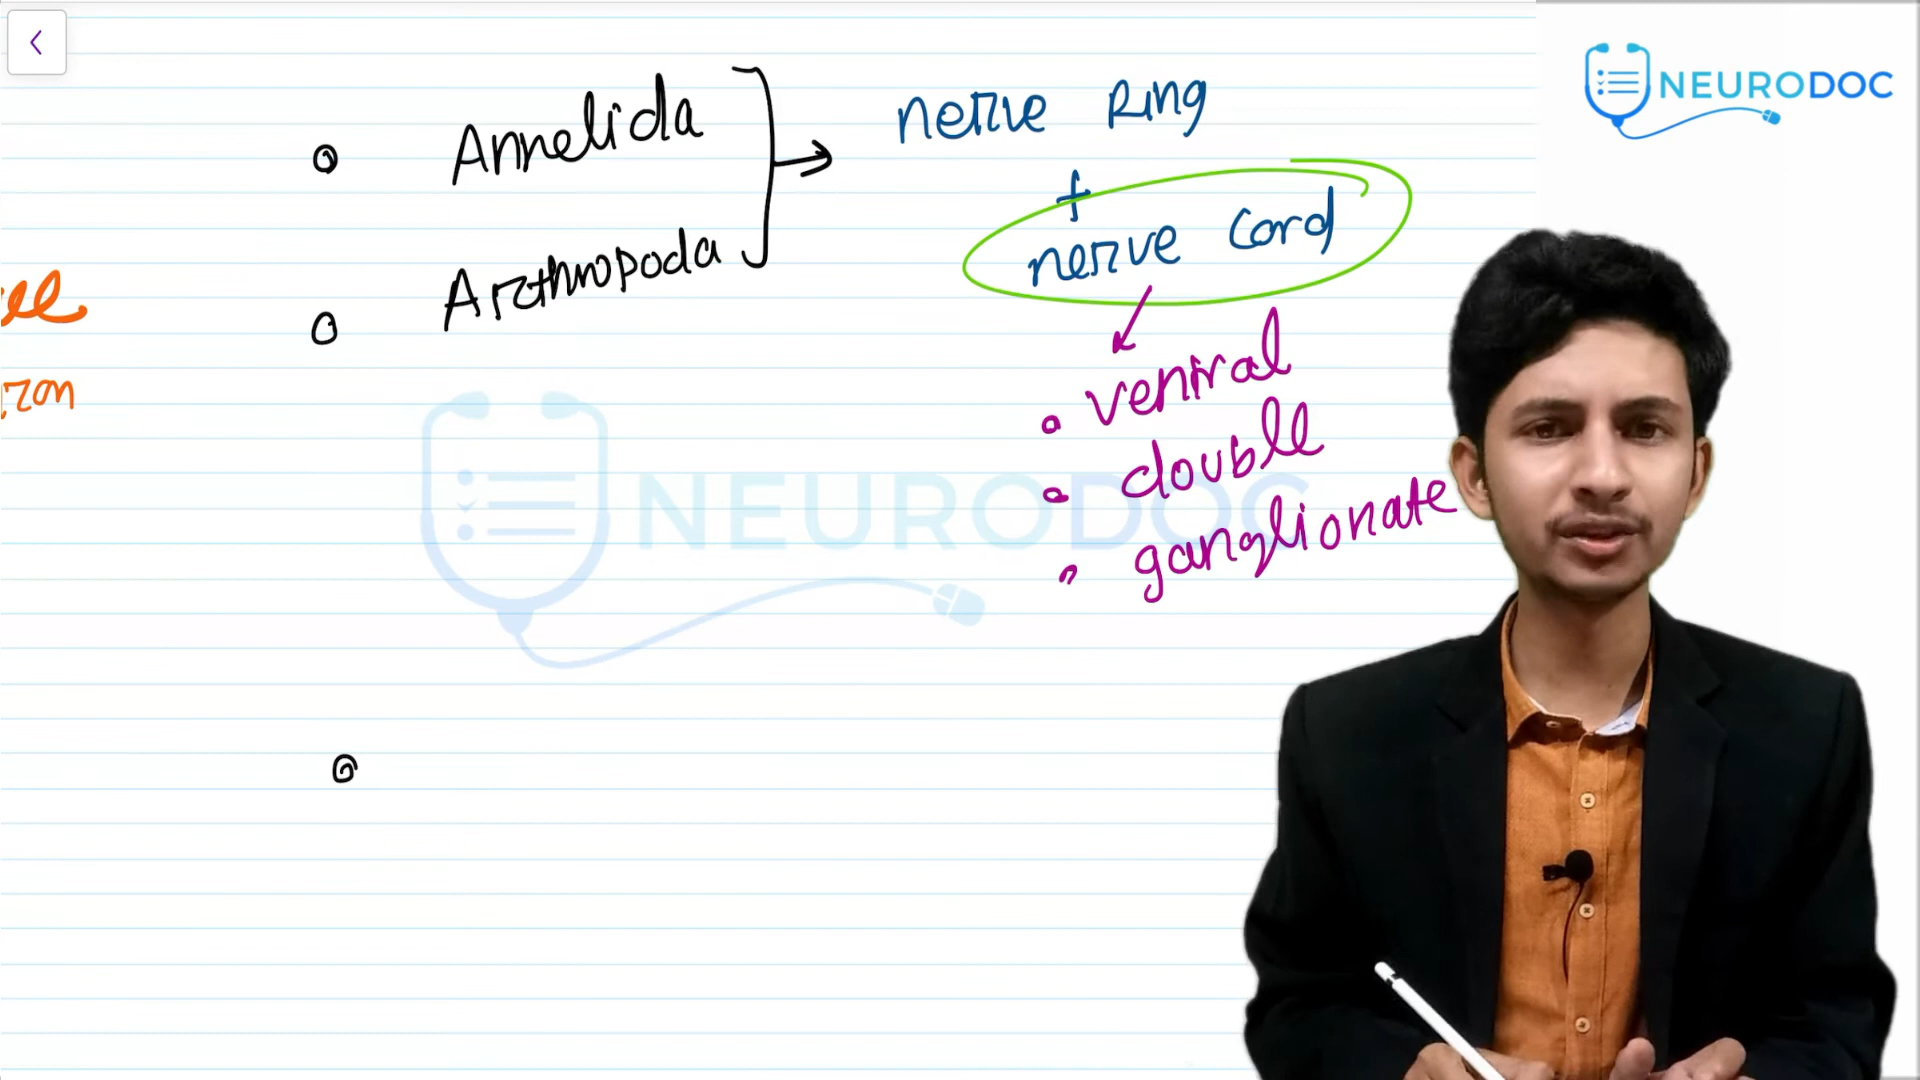 NEURODOC
Annelida
nerve Ring
+
nerve cord
Arthropoda
ventral
double
ganglionate
NEURODOC